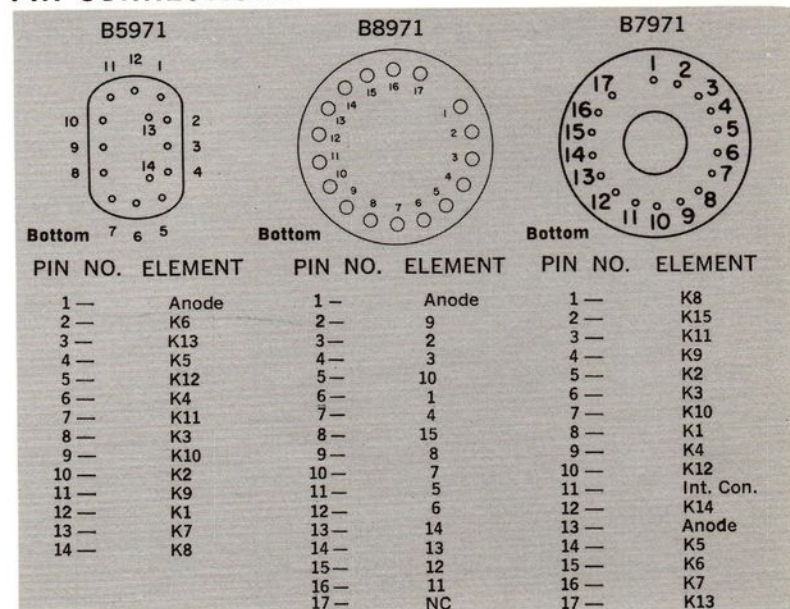 B5971
11 12 1
10 13 2
9 3
8 14 4
7 6 5
Bottom
PIN NO. ELEMENT
1 — Anode
2 — K6
3 — K13
4 — K5
5 — K12
6 — K4
7 — K11
8 — K3
9 — K10
10 — K2
11 — K9
12 — K1
13 — K7
14 — K8
B8971
1
2
3
4
5
6
7
8
9
10
11
12
13
14
15
16
17
Bottom
PIN NO. ELEMENT
1 — Anode
2 — 9
3 — 2
4 — 3
5 — 10
6 — 1
7 — 4
8 — 15
9 — 8
10 — 7
11 — 5
12 — 6
13 — 14
14 — 13
15 — 12
16 — 11
17 — NC
B7971
1
2
3
4
5
6
7
8
9
10
11
12
13
14
15
16
17
Bottom
PIN NO. ELEMENT
1 — K8
2 — K15
3 — K11
4 — K9
5 — K2
6 — K3
7 — K10
8 — K1
9 — K4
10 — K12
11 — Int. Con.
12 — K14
13 — Anode
14 — K5
15 — K6
16 — K7
17 — K13